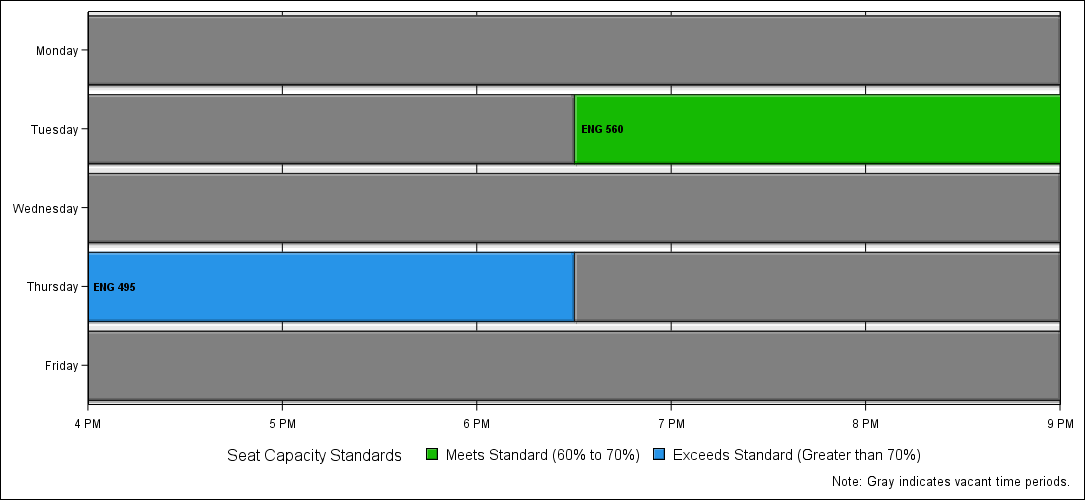 Monday
Tuesday
ENG 560
Wednesday
Thursday
ENG 495
Friday
4 PM 5 PM 6 PM 7 PM 8 PM 9 PM
Seat Capacity Standards Meets Standard (60% to 70%) Exceeds Standard (Greater than 70%)
Note: Gray indicates vacant time periods.